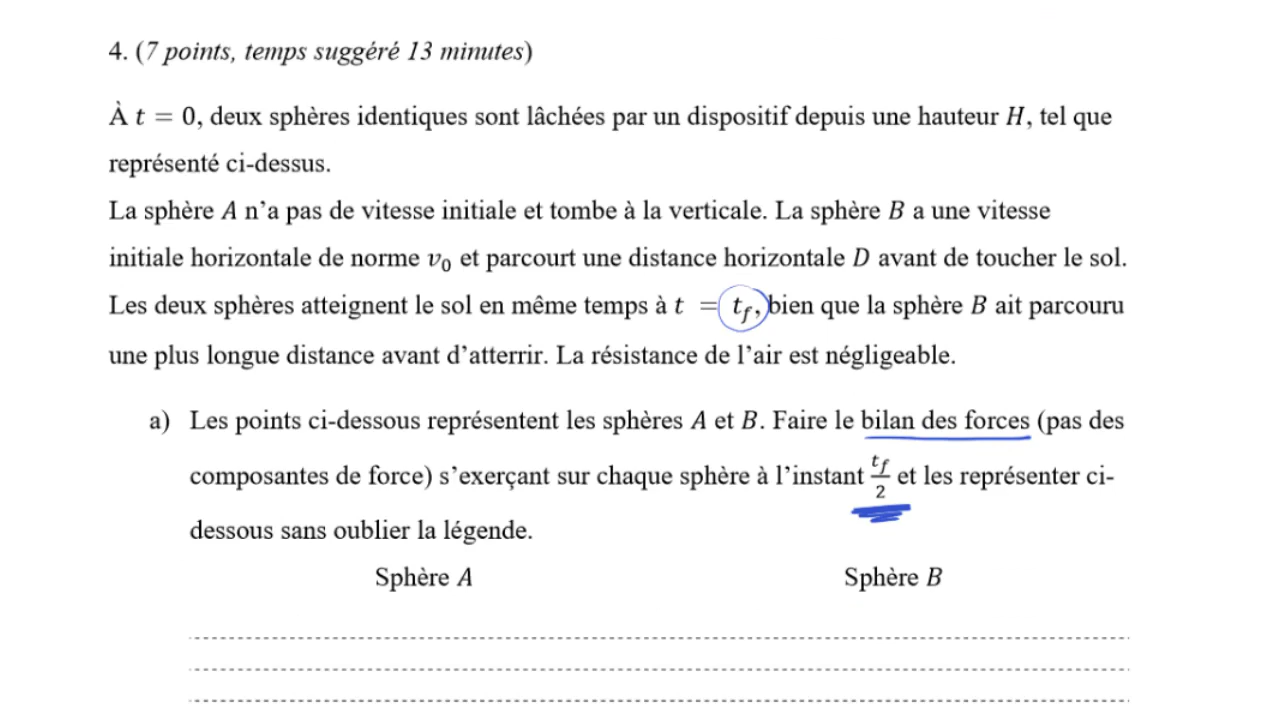 4. (7 points, temps suggéré 13 minutes)
À t = 0, deux sphères identiques sont lâchées par un dispositif depuis une hauteur H, tel que
représenté ci-dessus.
La sphère A n’a pas de vitesse initiale et tombe à la verticale. La sphère B a une vitesse
initiale horizontale de norme v₀ et parcourt une distance horizontale D avant de toucher le sol.
Les deux sphères atteignent le sol en même temps à t = t_f, bien que la sphère B ait parcouru
une plus longue distance avant d’atterrir. La résistance de l’air est négligeable.
a) Les points ci-dessous représentent les sphères A et B. Faire le bilan des forces (pas des
composantes de force) s’exerçant sur chaque sphère à l’instant t_f/2 et les représenter ci-
dessous sans oublier la légende.
Sphère A Sphère B